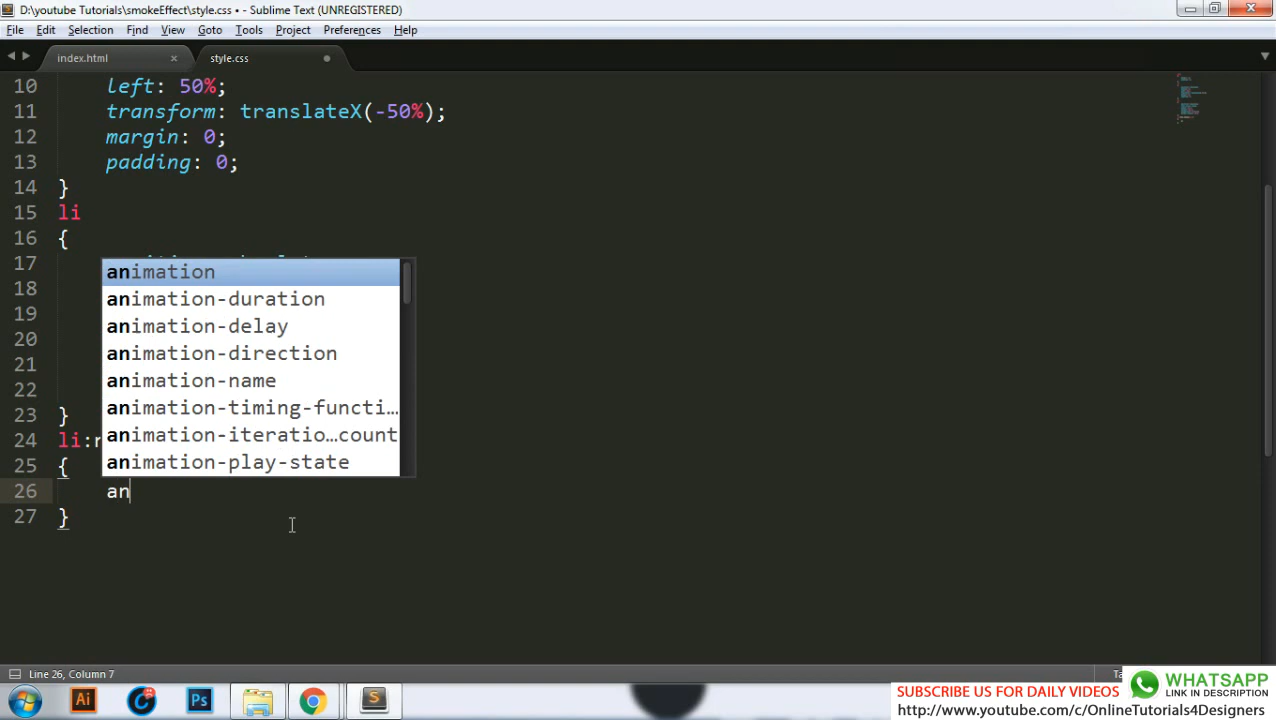 D:\youtube Tutorials\smokeEffect\style.css • - Sublime Text (UNREGISTERED)
File Edit Selection Find View Goto Tools Project Preferences Help
index.html × style.css
10 left: 50%;
11 transform: translateX(-50%);
12 margin: 0;
13 padding: 0;
14 }
15 li
16 {
17
animation
18
animation-duration
19
animation-delay
20
animation-direction
21
animation-name
22
animation-timing-functi…
23 }
animation-iteratio…count
24 li:
animation-play-state
25 {
26 an
27 }
Line 26, Column 7
Ai Ps S
SUBSCRIBE US FOR DAILY VIDEOS
http://www.youtube.com/c/OnlineTutorials4Designers
WHATSAPP
LINK IN DESCRIPTION